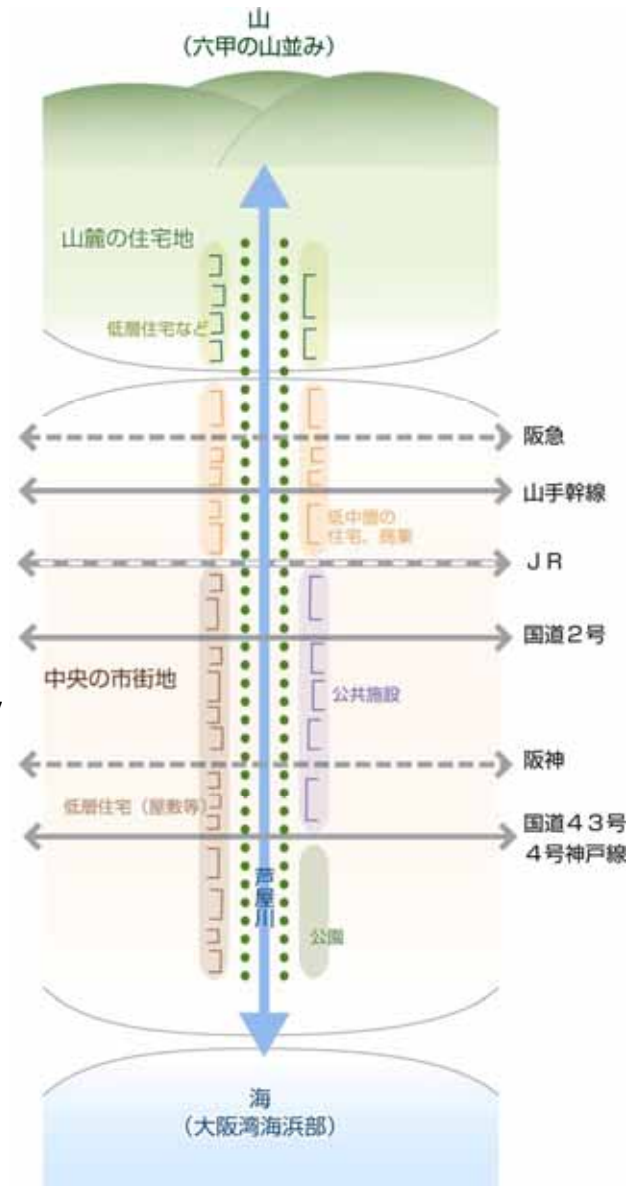 山
(六甲の山並み)
山麓の住宅地
低層住宅など
阪急
山手幹線
低中層の
住宅、商業
JR
国道2号
中央の市街地
公共施設
阪神
低層住宅(屋敷等)
国道43号
4号神戸線
芦屋川
公園
海
(大阪湾海浜部)